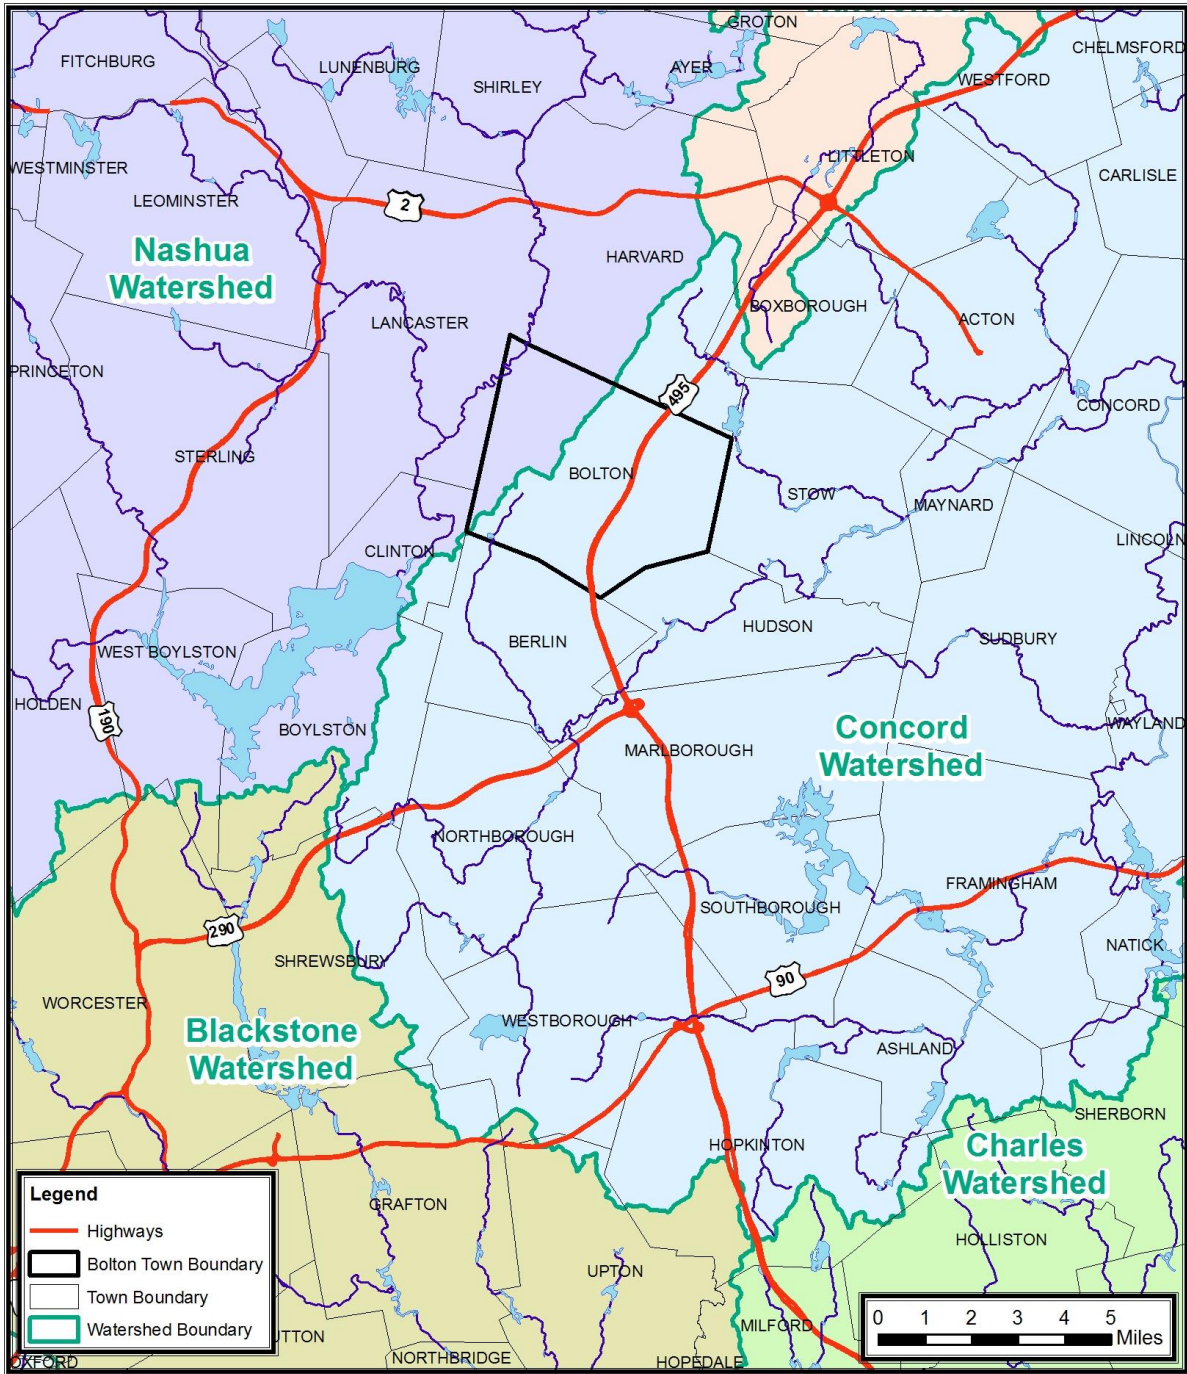 GROTON
CHELMSFORD
FITCHBURG
LUNENBURG
AYER
WESTFORD
SHIRLEY
LITTLETON
WESTMINSTER
CARLISLE
LEOMINSTER
2
Nashua
Watershed
HARVARD
BOXBOROUGH
LANCASTER
ACTON
PRINCETON
495
CONCORD
STERLING
BOLTON
STOW
MAYNARD
LINCOLN
CLINTON
HUDSON
BERLIN
SUDBURY
WEST BOYLSTON
HOLDEN
190
BOYLSTON
WAYLAND
Concord
Watershed
MARLBOROUGH
NORTHBOROUGH
FRAMINGHAM
SOUTHBOROUGH
290
NATICK
SHREWSBURY
90
WORCESTER
WESTBOROUGH
Blackstone
Watershed
ASHLAND
SHERBORN
HOPKINTON
Charles
Watershed
GRAFTON
HOLLISTON
UPTON
MILFORD
UTTON
NORTHBRIDGE
HOPEDALE
OXFORD
Legend
Highways
Bolton Town Boundary
Town Boundary
Watershed Boundary
0 1 2 3 4 5
Miles